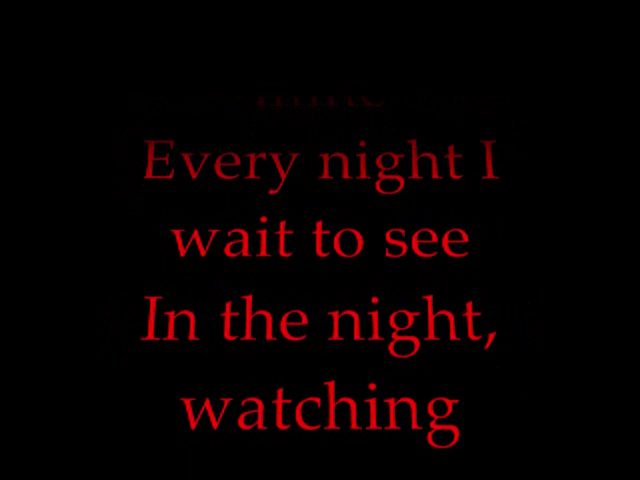 Every night I
wait to see
In the night,
watching